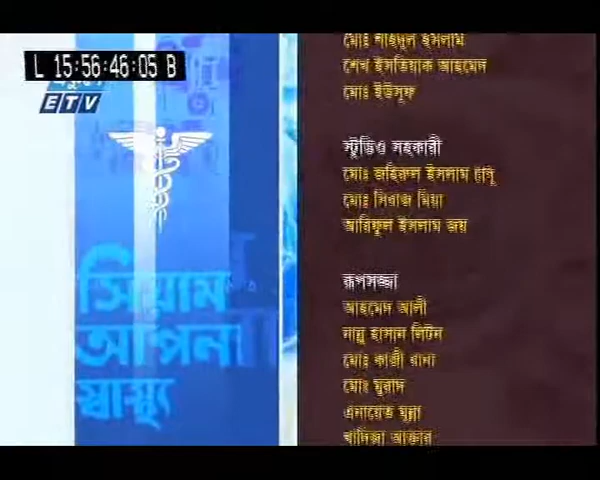 L 15:56:46:05 B
ETV
সিয়াম
আপনার
স্বাস্থ্য
মোঃ নাহিদুল ইসলাম
শেখ ইসতিয়াক আহমেদ
মোঃ ইউসুফ
স্টুডিও সহকারী
মোঃ জহিরুল ইসলাম
মোঃ সিরাজ মিয়া
আরিফুল ইসলাম জয়
রূপসজ্জা
আহমেদ আলী
হাসান লিটন
মোঃ কাজী রানা
মোঃ মুরাদ
এনায়েত মুন্না
খাদিজা আক্তার